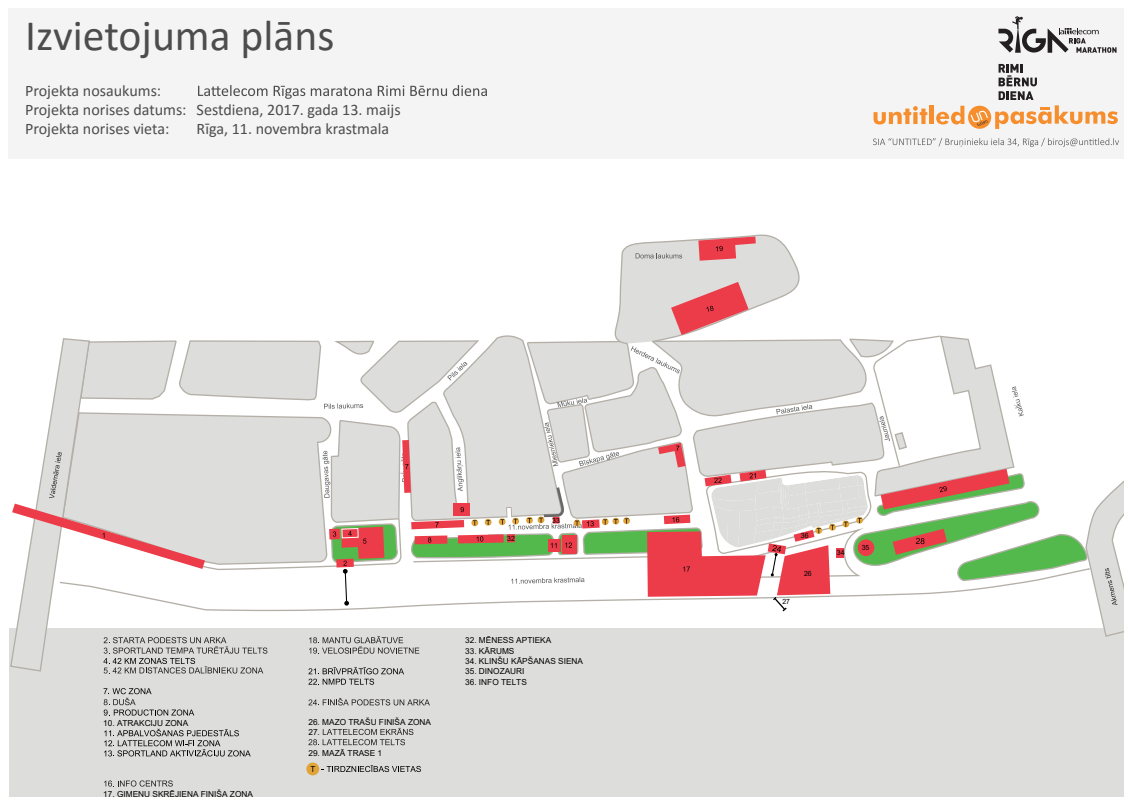 Izvietojuma plāns
Projekta nosaukums: Lattelecom Rīgas maratona Rimi Bērnu diena
Projekta norises datums: Sestdiena, 2017. gada 13. maijs
Projekta norises vieta: Rīga, 11. novembra krastmala
RĪGA
lattelecom
RIGA
MARATHON
RIMI
BĒRNU
DIENA
untitled un pasākums
SIA "UNTITLED" / Bruņinieku iela 34, Rīga / birojs@untitled.lv
Doma laukums
19
18
Herdera laukums
Pils iela
Pils laukums
Mūku iela
Palasta iela
Kaļķu iela
Jauniela
Miesnieku iela
Bīskapa gāte
Anglikāņu iela
Daugavas gāte
Valdemāra iela
7
7
22
21
29
9
1
3
4
5
2
7
T T T T T T
33
T
13
T T T
16
11.novembra krastmala
8
10
32
11
12
36
T T T T
24
34
35
28
17
26
27
11.novembra krastmala
Akmens tilts
2. STARTA PODESTS UN ARKA
3. SPORTLAND TEMPA TURĒTĀJU TELTS
4. 42 KM ZONAS TELTS
5. 42 KM DISTANCES DALĪBNIEKU ZONA
7. WC ZONA
8. DUŠA
9. PRODUCTION ZONA
10. ATRAKCIJU ZONA
11. APBALVOŠANAS PJEDESTĀLS
12. LATTELECOM WI-FI ZONA
13. SPORTLAND AKTIVIZĀCIJU ZONA
16. INFO CENTRS
17. ĢIMEŅU SKRĒJIENA FINIŠA ZONA
18. MANTU GLABĀTUVE
19. VELOSIPĒDU NOVIETNE
21. BRĪVPRĀTĪGO ZONA
22. NMPD TELTS
24. FINIŠA PODESTS UN ARKA
26. MAZO TRAŠU FINIŠA ZONA
27. LATTELECOM EKRĀNS
28. LATTELECOM TELTS
29. MAZĀ TRASE 1
T - TIRDZNIECĪBAS VIETAS
32. MĒNESS APTIEKA
33. KĀRUMS
34. KLINŠU KĀPŠANAS SIENA
35. DINOZAURI
36. INFO TELTS